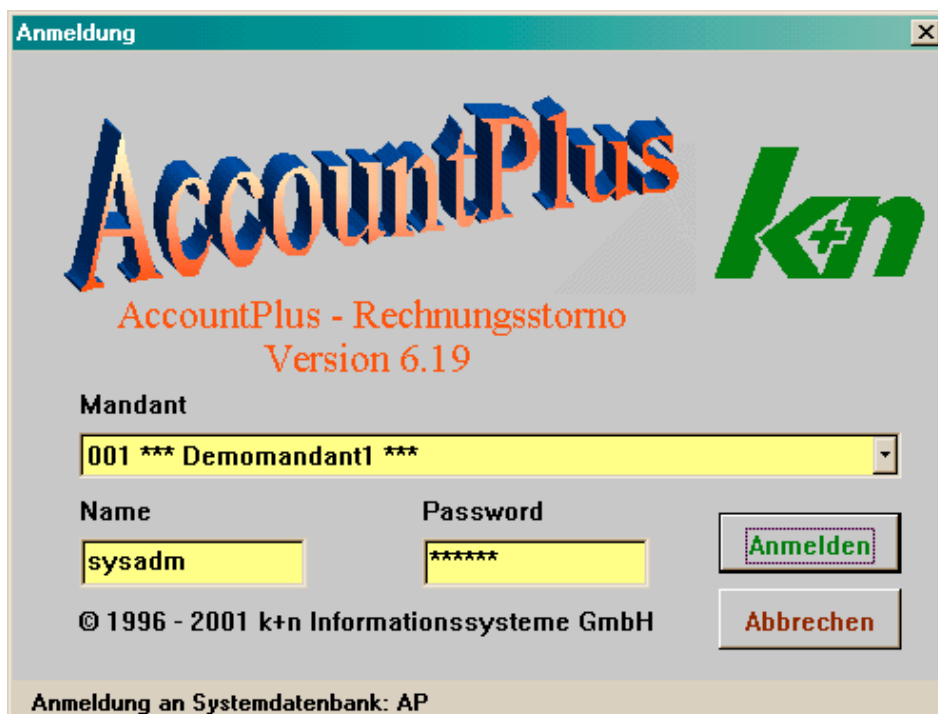 Anmeldung
AccountPlus
k+n
AccountPlus - Rechnungsstorno
Version 6.19
Mandant
001 *** Demomandant1 ***
Name
Password
sysadm
******
Anmelden
© 1996 - 2001 k+n Informationssysteme GmbH
Abbrechen
Anmeldung an Systemdatenbank: AP